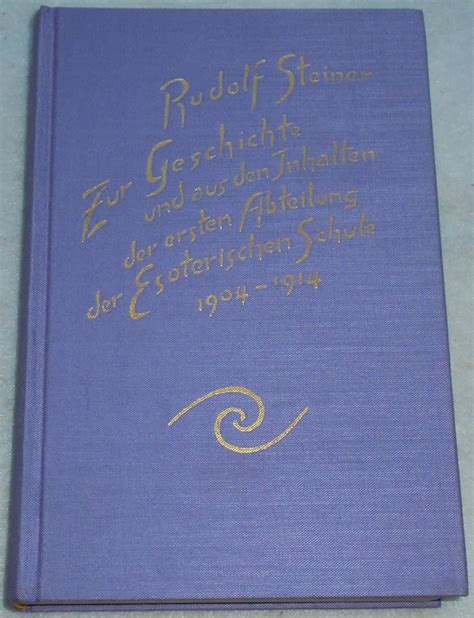 Rudolf Steiner
Zur Geschichte
und aus den Inhalten
der ersten Abteilung
der Esoterischen Schule
1904-1914